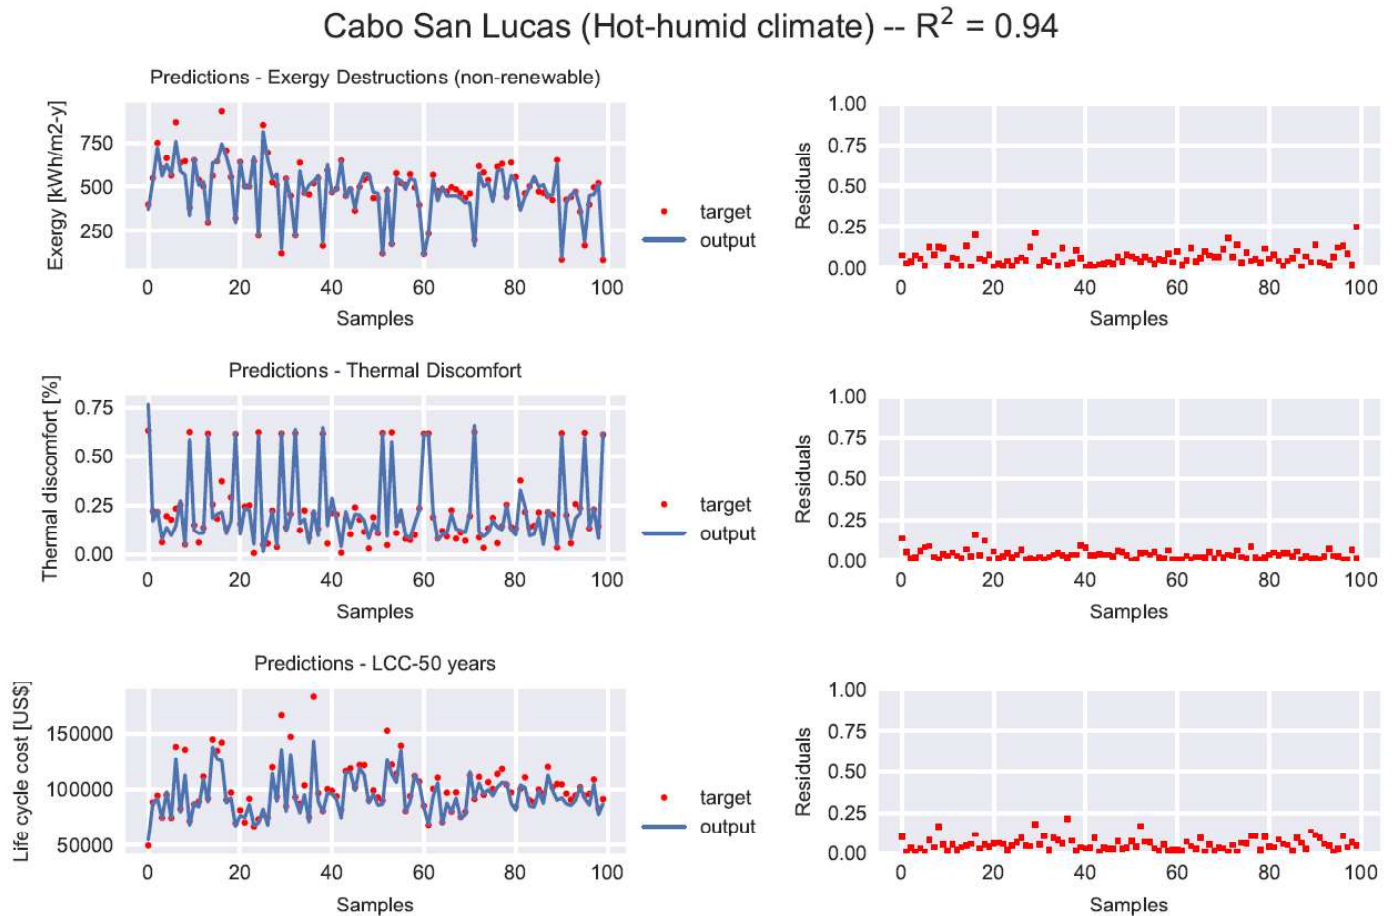 Cabo San Lucas (Hot-humid climate) -- R² = 0.94
Predictions - Exergy Destructions (non-renewable)
Exergy [kWh/m2-y]
750
500
250
0 20 40 60 80 100
Samples
target
output
Residuals
1.00
0.75
0.50
0.25
0.00
0 20 40 60 80 100
Samples
Predictions - Thermal Discomfort
Thermal discomfort [%]
0.75
0.50
0.25
0.00
0 20 40 60 80 100
Samples
target
output
Residuals
1.00
0.75
0.50
0.25
0.00
0 20 40 60 80 100
Samples
Predictions - LCC-50 years
Life cycle cost [US$]
150000
100000
50000
0 20 40 60 80 100
Samples
target
output
Residuals
1.00
0.75
0.50
0.25
0.00
0 20 40 60 80 100
Samples